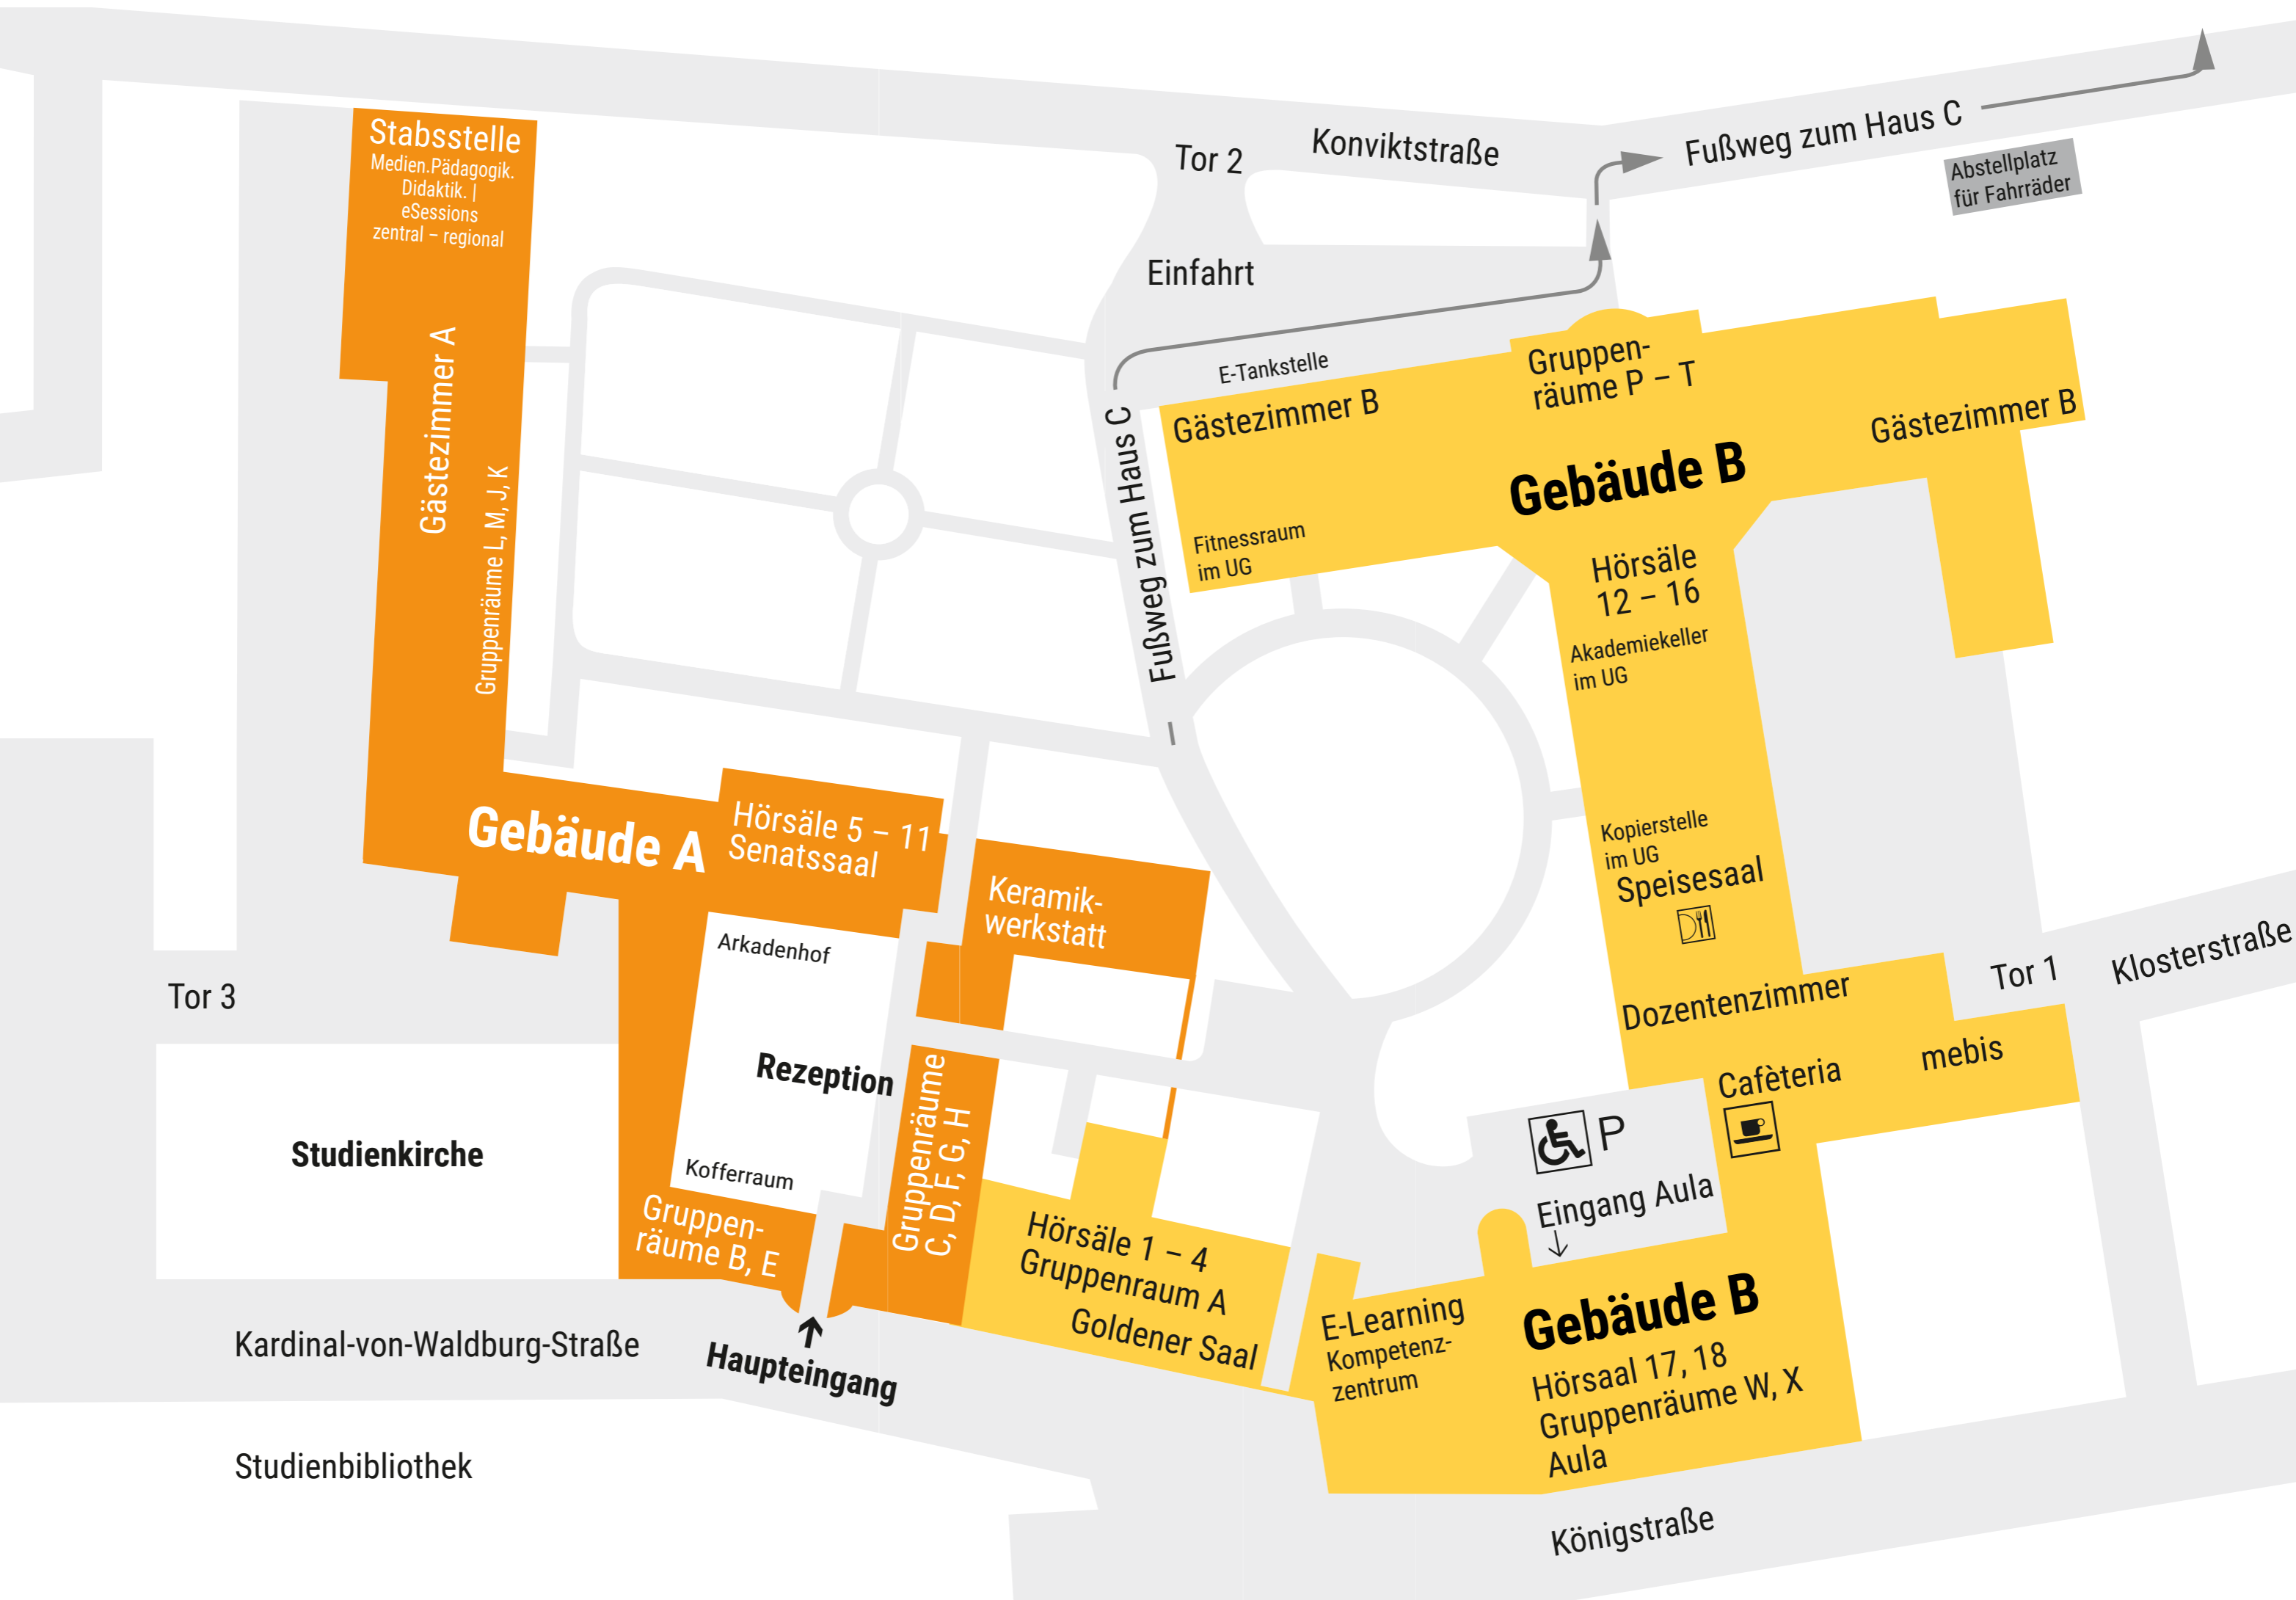 Stabsstelle
Medien.Pädagogik.
Didaktik. |
eSessions
zentral – regional
Gästezimmer A
Gruppenräume L, M, J, K
Tor 2
Konviktstraße
Fußweg zum Haus C
Abstellplatz
für Fahrräder
Einfahrt
E-Tankstelle
Fußweg zum Haus C
Gästezimmer B
Gruppen-
räume P – T
Gästezimmer B
Gebäude B
Fitnessraum
im UG
Hörsäle
12 – 16
Akademiekeller
im UG
Kopierstelle
im UG
Speisesaal
Gebäude A
Hörsäle 5 – 11
Senatssaal
Keramik-
werkstatt
Arkadenhof
Tor 3
Rezeption
Kofferraum
Studienkirche
Gruppen-
räume B, E
Gruppenräume
C, D, F, G, H
Hörsäle 1 – 4
Gruppenraum A
Goldener Saal
Dozentenzimmer
Tor 1
Klosterstraße
Cafèteria
mebis
P
Eingang Aula
E-Learning
Kompetenz-
zentrum
Gebäude B
Hörsaal 17, 18
Gruppenräume W, X
Aula
Kardinal-von-Waldburg-Straße
Haupteingang
Studienbibliothek
Königstraße